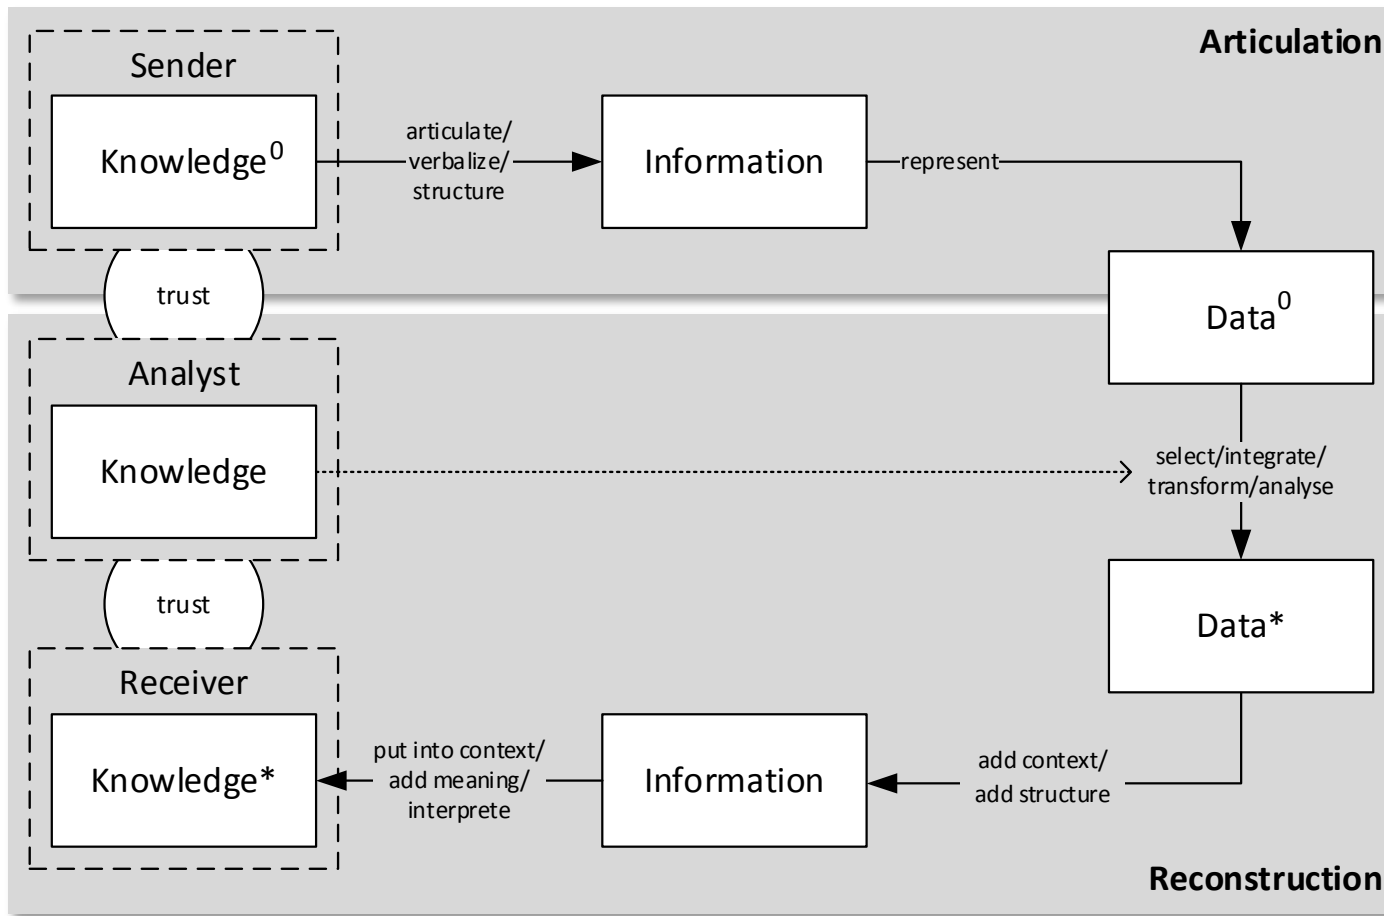 Articulation
Sender
Knowledge⁰
articulate/
verbalize/
structure
Information
represent
trust
Data⁰
Analyst
Knowledge
select/integrate/
transform/analyse
trust
Data*
Receiver
Knowledge*
put into context/
add meaning/
interprete
Information
add context/
add structure
Reconstruction